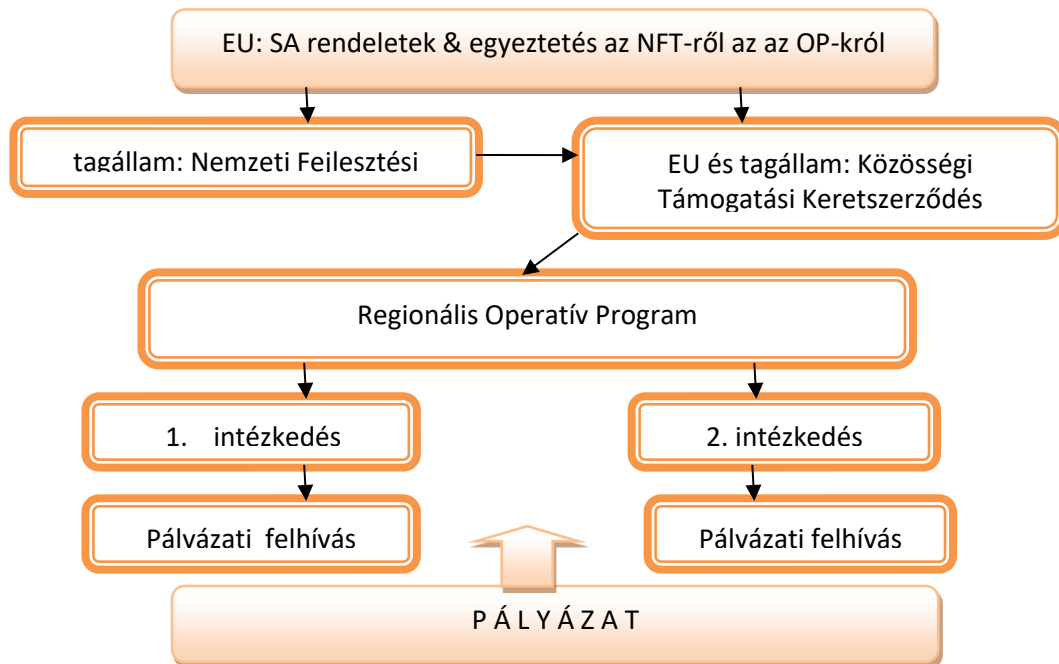 EU: SA rendeletek & egyeztetés az NFT-ről az az OP-król
tagállam: Nemzeti Fejlesztési
EU és tagállam: Közösségi
Támogatási Keretszerződés
Regionális Operatív Program
1. intézkedés
2. intézkedés
Pályázati felhívás
Pályázati felhívás
P Á L Y Á Z A T